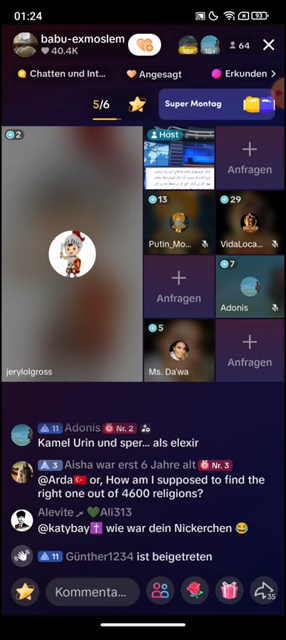 01:24
93
babu-exmoslem
40.4K
10+
10+
64
Chatten und Int...
Angesagt
Erkunden
5/6
Super Montag
2
Host
Anfragen
13
Putin_Mo...
29
VidaLoca...
Anfragen
7
Adonis
5
Ms. Da'wa
Anfragen
jerylolgross
11 Adonis Nr. 2
Kamel Urin und sper... als elexir
3 Aisha war erst 6 Jahre alt Nr. 3
@Arda🇹🇷 or, How am I supposed to find the
right one out of 4600 religions?
Alevite 💚Ali313
@katybay✝️ wie war dein Nickerchen 😂
11 Günther1234 ist beigetreten
Kommenta...
35